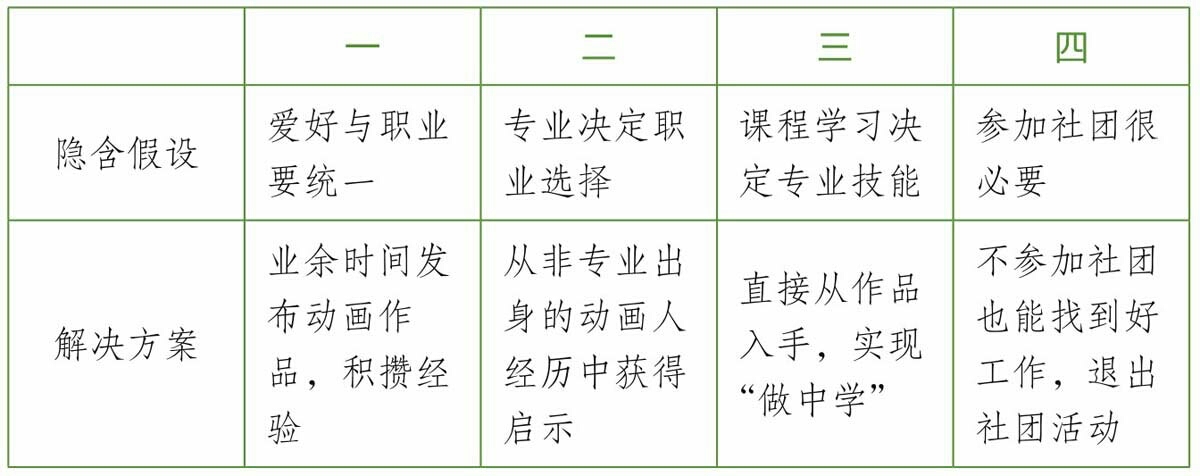 一 二 三 四
隐含假设
爱好与职业
要统一
专业决定职
业选择
课程学习决
定专业技能
参加社团很
必要
解决方案
业余时间发
布动画作
品，积攒经
验
从非专业出
身的动画人
经历中获得
启示
直接从作品
入手，实现
“做中学”
不参加社团
也能找到好
工作，退出
社团活动